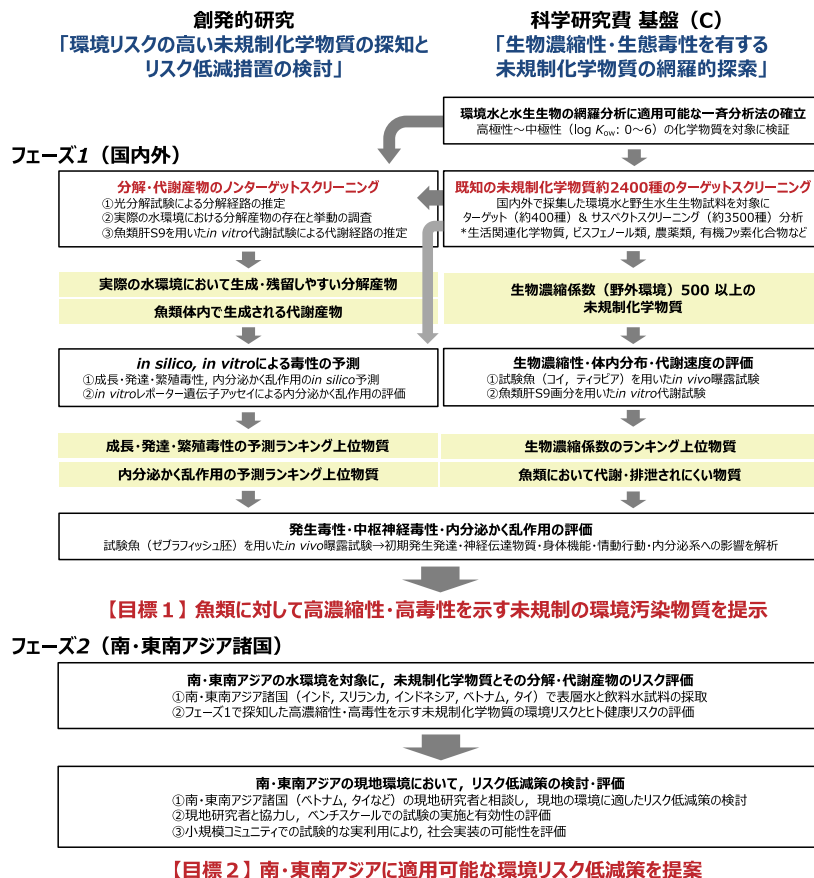 創発的研究
「環境リスクの高い未規制化学物質の探知と
リスク低減措置の検討」
科学研究費 基盤（C）
「生物濃縮性・生態毒性を有する
未規制化学物質の網羅的探索」
環境水と水生生物の網羅分析に適用可能な一斉分析法の確立
高極性～中極性（log Kow: 0～6）の化学物質を対象に検証
フェーズ1（国内外）
分解・代謝産物のノンターゲットスクリーニング
①光分解試験による分解経路の推定
②実際の水環境における分解産物の存在と挙動の調査
③魚類肝S9を用いたin vitro代謝試験による代謝経路の推定
既知の未規制化学物質約2400種のターゲットスクリーニング
国内外で採集した環境水と野生水生生物試料を対象に
ターゲット（約400種）& サスペクトスクリーニング（約3500種）分析
*生活関連化学物質, ビスフェノール類, 農薬類, 有機フッ素化合物など
実際の水環境において生成・残留しやすい分解産物
魚類体内で生成される代謝産物
生物濃縮係数（野外環境）500 以上の
未規制化学物質
in silico, in vitroによる毒性の予測
①成長・発達・繁殖毒性, 内分泌かく乱作用のin silico予測
②in vitroレポーター遺伝子アッセイによる内分泌かく乱作用の評価
生物濃縮性・体内分布・代謝速度の評価
①試験魚（コイ, ティラピア）を用いたin vivo曝露試験
②魚類肝S9画分を用いたin vitro代謝試験
成長・発達・繁殖毒性の予測ランキング上位物質
内分泌かく乱作用の予測ランキング上位物質
生物濃縮係数のランキング上位物質
魚類において代謝・排泄されにくい物質
発生毒性・中枢神経毒性・内分泌かく乱作用の評価
試験魚（ゼブラフィッシュ胚）を用いたin vivo曝露試験→初期発生発達・神経伝達物質・身体機能・情動行動・内分泌系への影響を解析
【目標１】魚類に対して高濃縮性・高毒性を示す未規制の環境汚染物質を提示
フェーズ2（南・東南アジア諸国）
南・東南アジアの水環境を対象に，未規制化学物質とその分解・代謝産物のリスク評価
①南・東南アジア諸国（インド, スリランカ, インドネシア, ベトナム, タイ）で表層水と飲料水試料の採取
②フェーズ1で探知した高濃縮性・高毒性を示す未規制化学物質の環境リスクとヒト健康リスクの評価
南・東南アジアの現地環境において，リスク低減策の検討・評価
①南・東南アジア諸国（ベトナム, タイなど）の現地研究者と相談し，現地の環境に適したリスク低減策の検討
②現地研究者と協力し，ベンチスケールでの試験の実施と有効性の評価
③小規模コミュニティでの試験的な実利用により，社会実装の可能性を評価
【目標２】南・東南アジアに適用可能な環境リスク低減策を提案